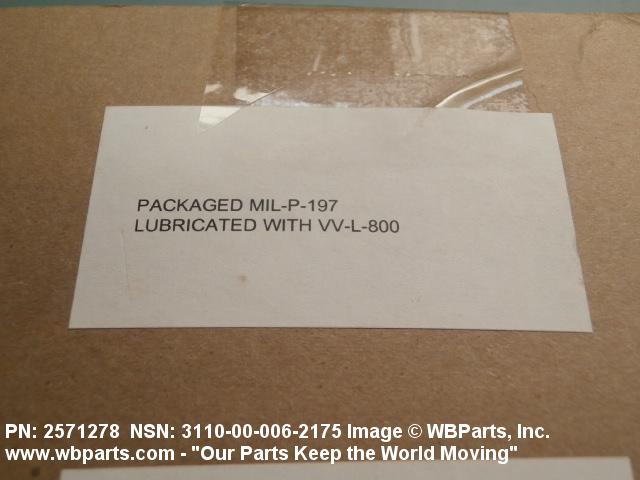 PACKAGED MIL-P-197
LUBRICATED WITH VV-L-800
PN: 2571278  NSN: 3110-00-006-2175 Image © WBParts, Inc.
www.wbparts.com - "Our Parts Keep the World Moving"